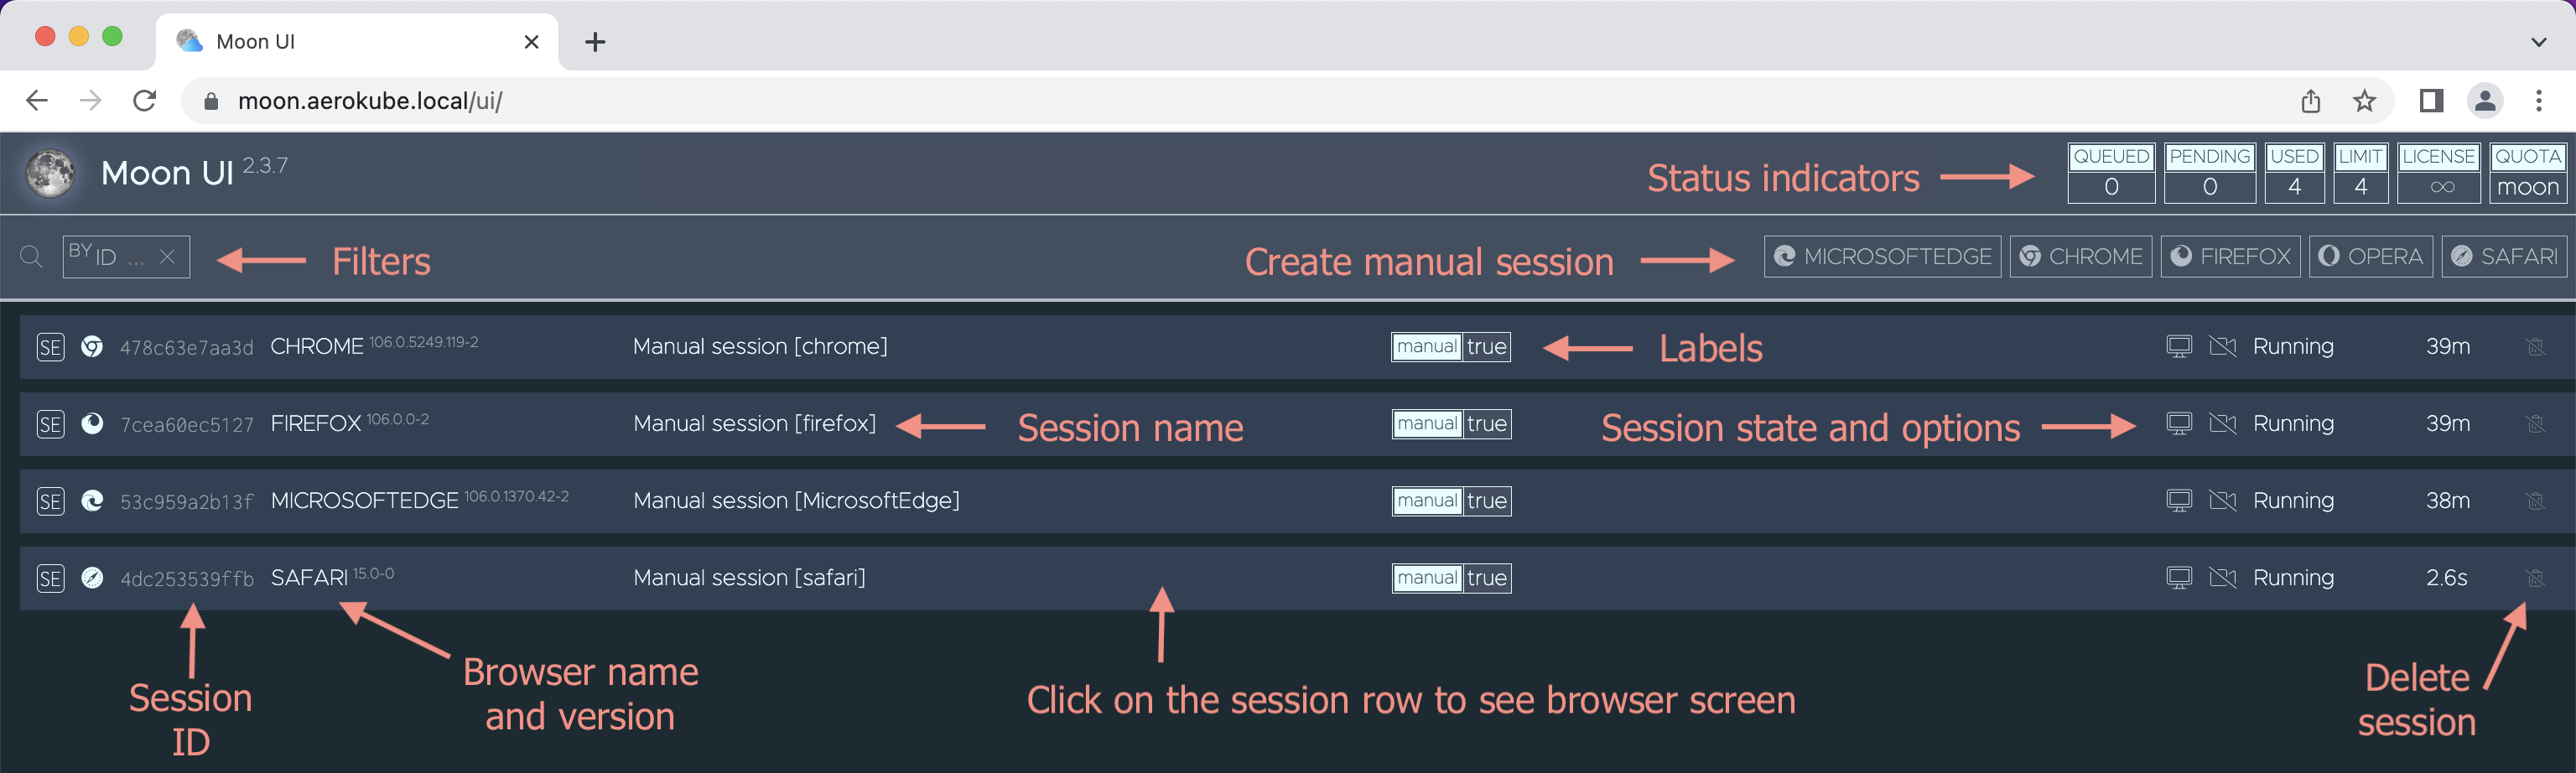 Moon UI
moon.aerokube.local/ui/
Moon UI 2.3.7
Status indicators
QUEUED PENDING USED LIMIT LICENSE QUOTA
0 0 4 4 ∞ moon
BY ID ...
Filters
Create manual session
MICROSOFTEDGE CHROME FIREFOX OPERA SAFARI
SE 478c63e7aa3d CHROME 106.0.5249.119-2 Manual session [chrome] manual true Labels Running 39m
SE 7cea60ec5127 FIREFOX 106.0.0-2 Manual session [firefox] Session name manual true Session state and options Running 39m
SE 53c959a2b13f MICROSOFTEDGE 106.0.1370.42-2 Manual session [MicrosoftEdge] manual true Running 38m
SE 4dc253539ffb SAFARI 15.0-0 Manual session [safari] manual true Running 2.6s
Session
ID
Browser name
and version
Click on the session row to see browser screen
Delete
session